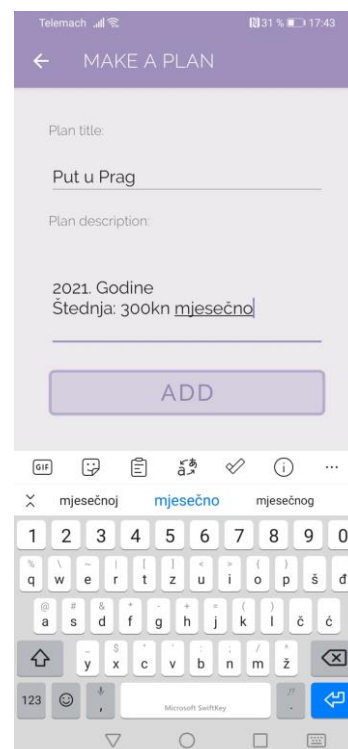 Telemach 31 % 17:43
MAKE A PLAN
Plan title:
Put u Prag
Plan description:
2021. Godine
Štednja: 300kn mjesečno
ADD
GIF
mjesečnoj mjesečno mjesečnog
1 2 3 4 5 6 7 8 9 0
% \ ~ | [ ] < > { }
q w e r t z u i o p š đ
@ # & * - + = ( )
a s d f g h j k l č ć
_ $ " ' : ; / *
y x c v b n m ž
123 , Microsoft SwiftKey .